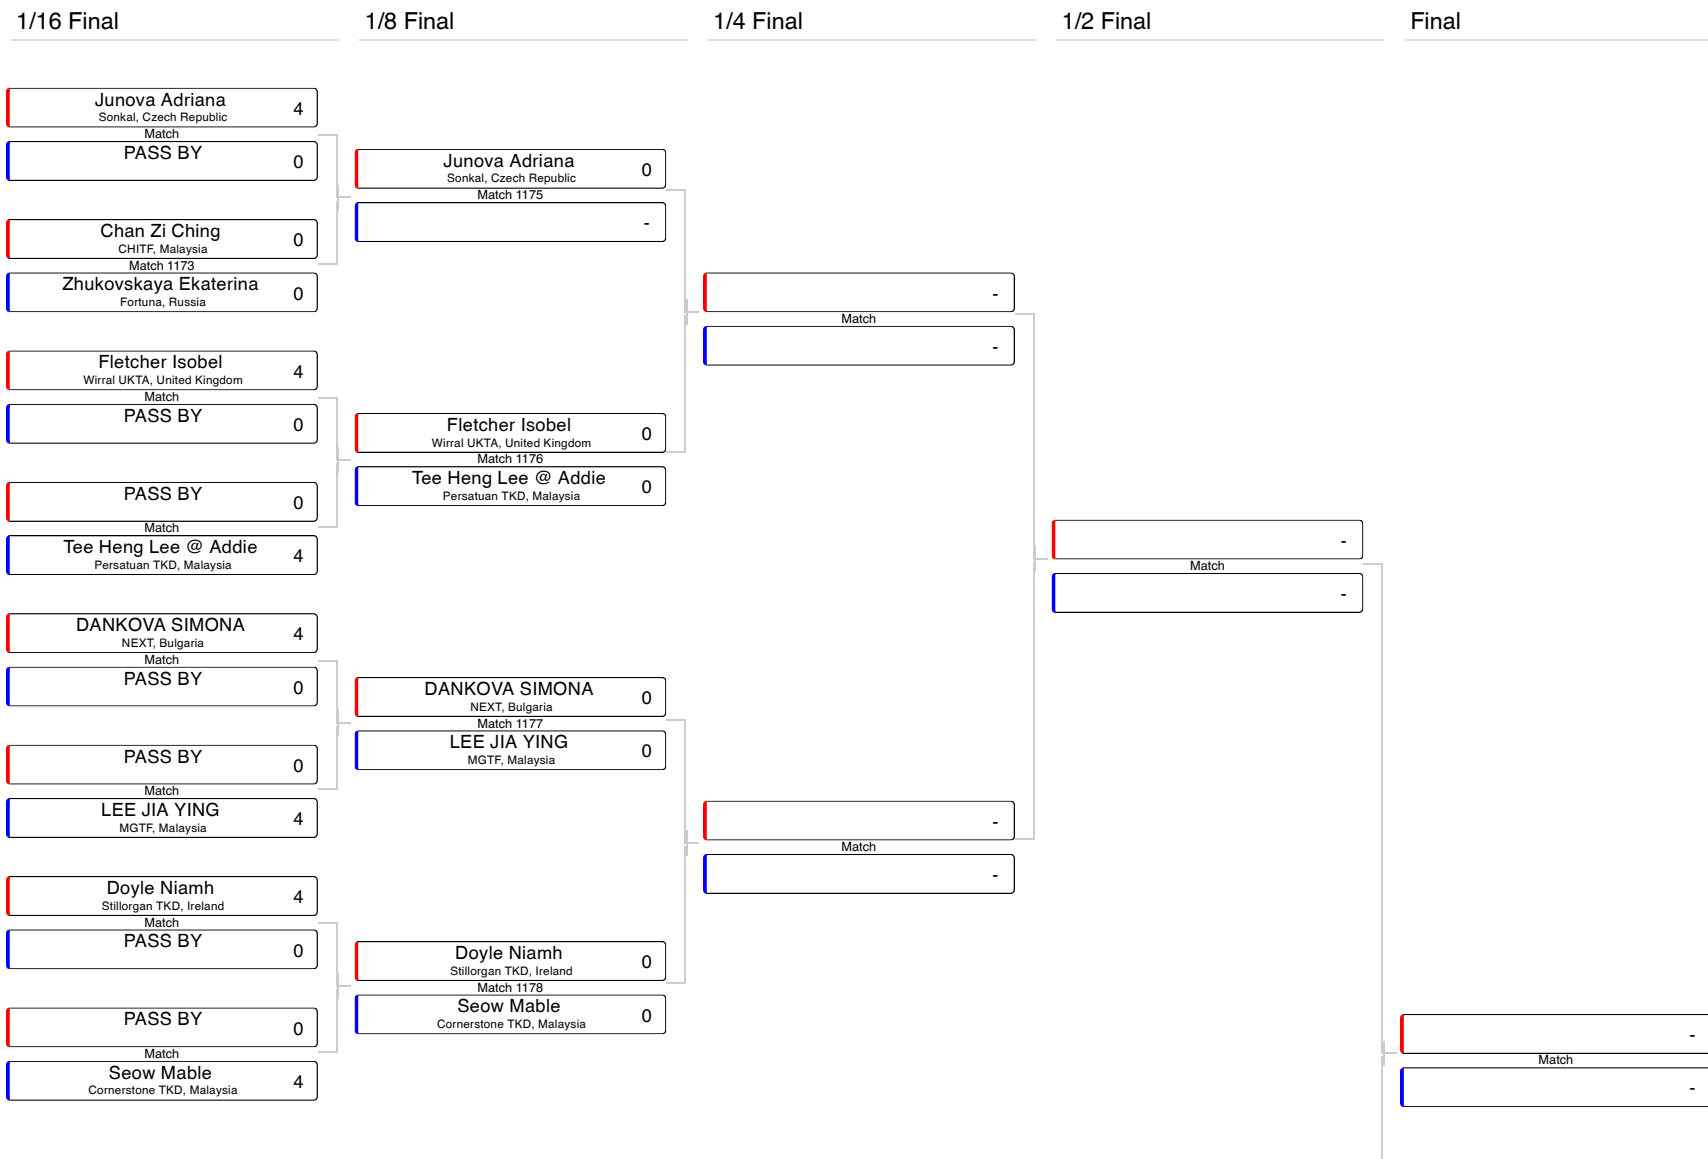 1/16 Final
1/8 Final
1/4 Final
1/2 Final
Final
Junova Adriana
Sonkal, Czech Republic
4
Match
PASS BY
0
Chan Zi Ching
CHITF, Malaysia
0
Match 1173
Zhukovskaya Ekaterina
Fortuna, Russia
0
Fletcher Isobel
Wirral UKTA, United Kingdom
4
Match
PASS BY
0
PASS BY
0
Match
Tee Heng Lee @ Addie
Persatuan TKD, Malaysia
4
DANKOVA SIMONA
NEXT, Bulgaria
4
Match
PASS BY
0
PASS BY
0
Match
LEE JIA YING
MGTF, Malaysia
4
Doyle Niamh
Stillorgan TKD, Ireland
4
Match
PASS BY
0
PASS BY
0
Match
Seow Mable
Cornerstone TKD, Malaysia
4
Junova Adriana
Sonkal, Czech Republic
0
Match 1175
-
Fletcher Isobel
Wirral UKTA, United Kingdom
0
Match 1176
Tee Heng Lee @ Addie
Persatuan TKD, Malaysia
0
DANKOVA SIMONA
NEXT, Bulgaria
0
Match 1177
LEE JIA YING
MGTF, Malaysia
0
Doyle Niamh
Stillorgan TKD, Ireland
0
Match 1178
Seow Mable
Cornerstone TKD, Malaysia
0
-
Match
-
-
Match
-
-
Match
-
-
Match
-